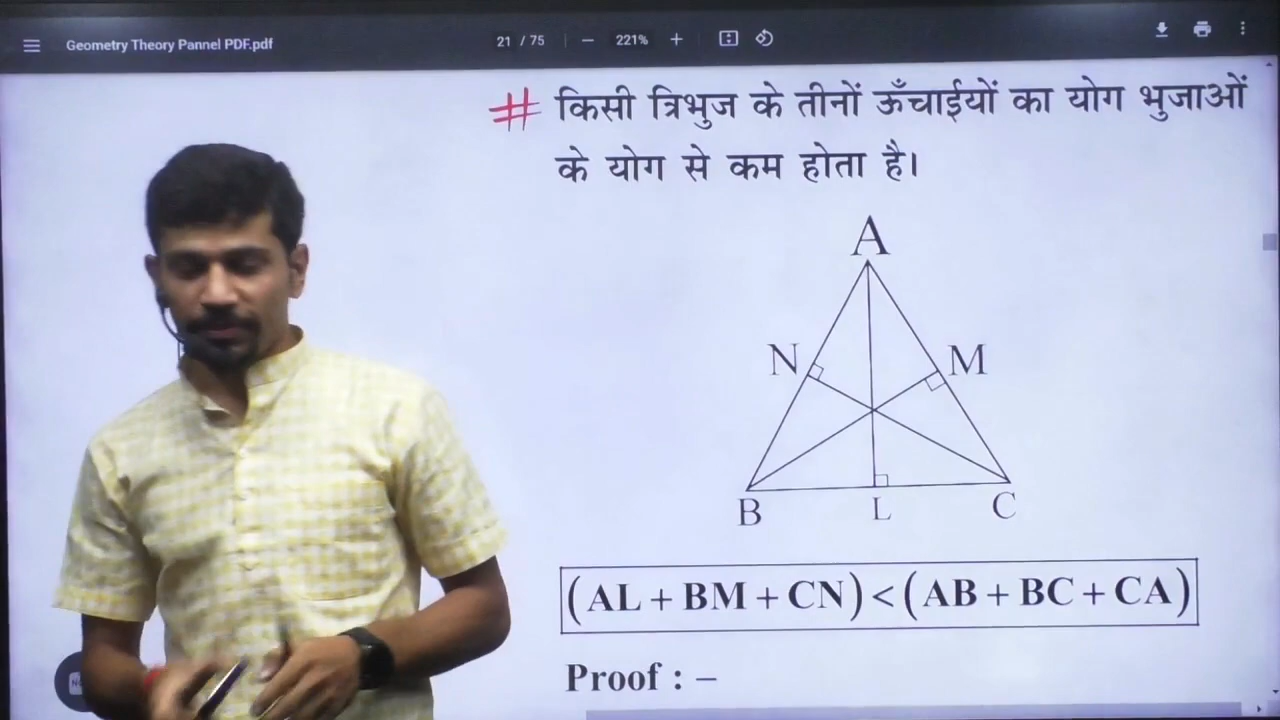 Geometry Theory Pannel PDF.pdf
21 / 75
221%
# किसी त्रिभुज के तीनों ऊँचाईयों का योग भुजाओं
के योग से कम होता है।
A
N
M
B
L
C
(AL + BM + CN) < (AB + BC + CA)
Proof : –